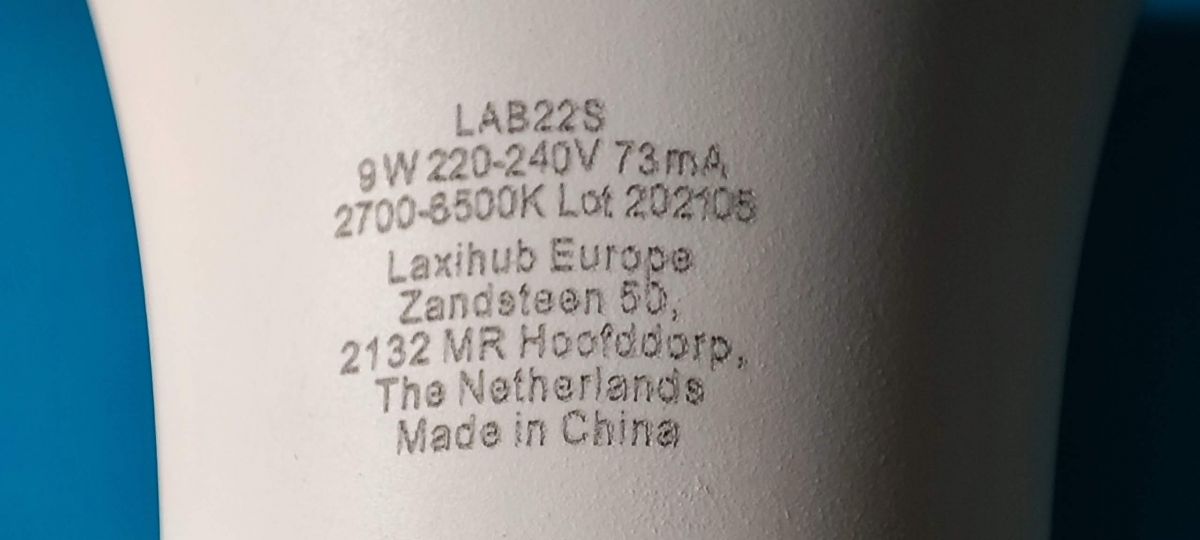 LAB22S
9W 220-240V 73mA
2700-6500K Lot 202105
Laxihub Europe
Zandsteen 50,
2132 MR Hoofddorp,
The Netherlands
Made in China